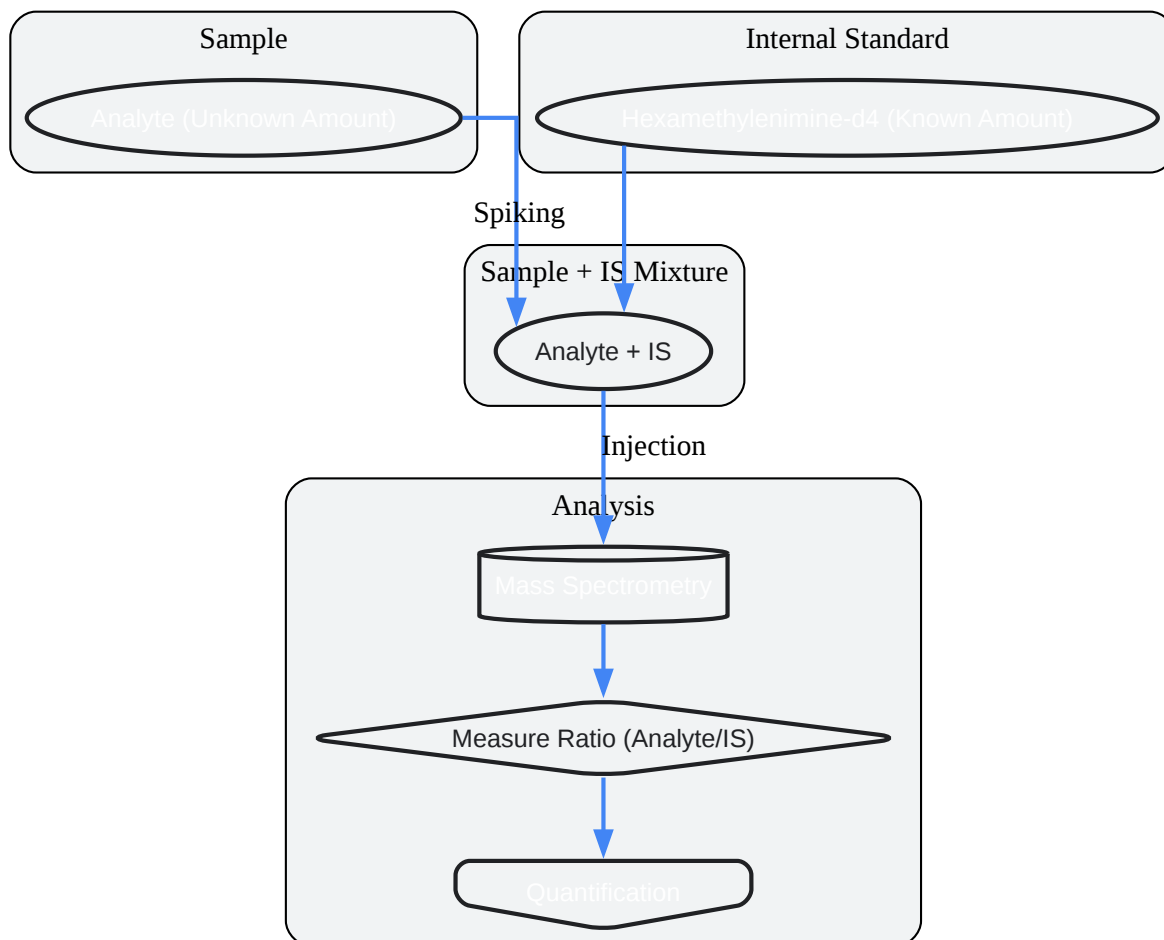 Sample
Internal Standard
Analyte (Unknown Amount)
Hexamethylenimine-d4 (Known Amount)
Spiking
Sample + IS Mixture
Analyte + IS
Injection
Analysis
Mass Spectrometry
Measure Ratio (Analyte/IS)
Quantification